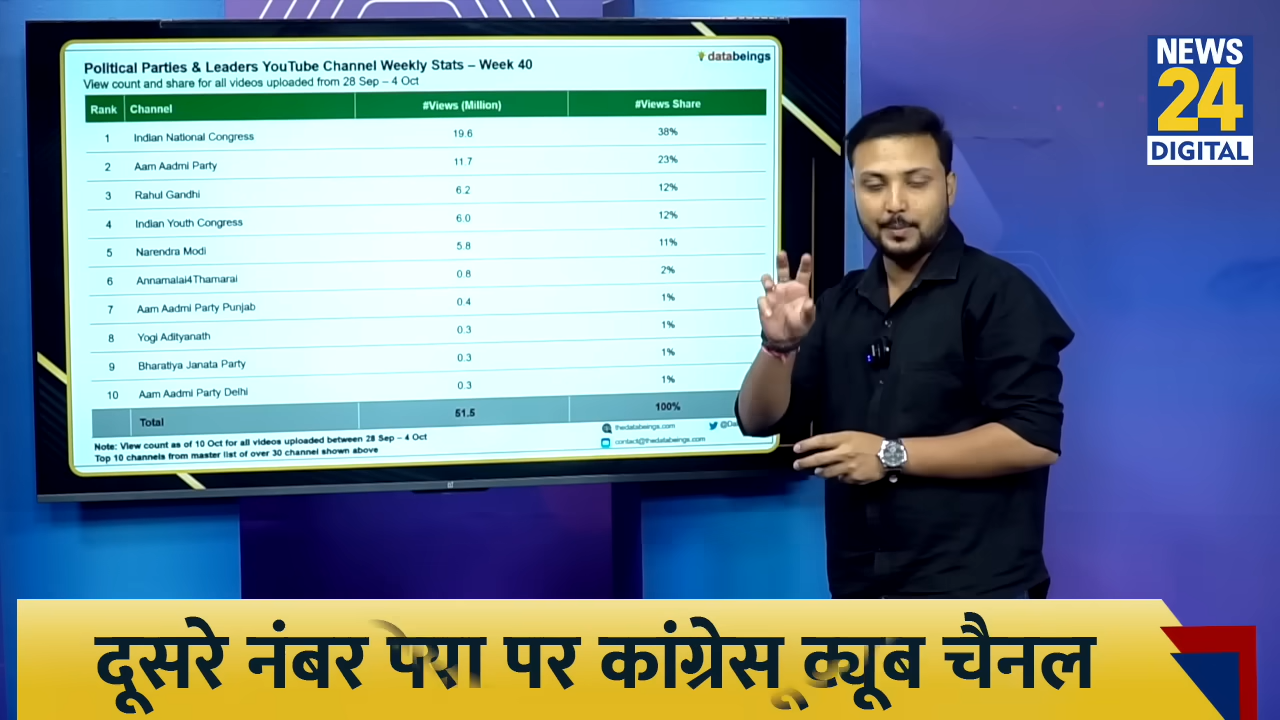 Political Parties & Leaders YouTube Channel Weekly Stats – Week 40
databeings
View count and share for all videos uploaded from 28 Sep – 4 Oct
Rank Channel #Views (Million) #Views Share
1 Indian National Congress 19.6 38%
2 Aam Aadmi Party 11.7 23%
3 Rahul Gandhi 6.2 12%
4 Indian Youth Congress 6.0 12%
5 Narendra Modi 5.8 11%
6 Annamalai4Thamarai 0.8 2%
7 Aam Aadmi Party Punjab 0.4 1%
8 Yogi Adityanath 0.3 1%
9 Bharatiya Janata Party 0.3 1%
10 Aam Aadmi Party Delhi 0.3 1%
Total 51.5 100%
Note: View count as of 10 Oct for all videos uploaded between 28 Sep – 4 Oct
Top 10 channels from master list of over 30 channel shown above
thedatabeings.com
contact@thedatabeings.com
NEWS
24
DIGITAL
दूसरे नंबर पर कांग्रेस चैनल